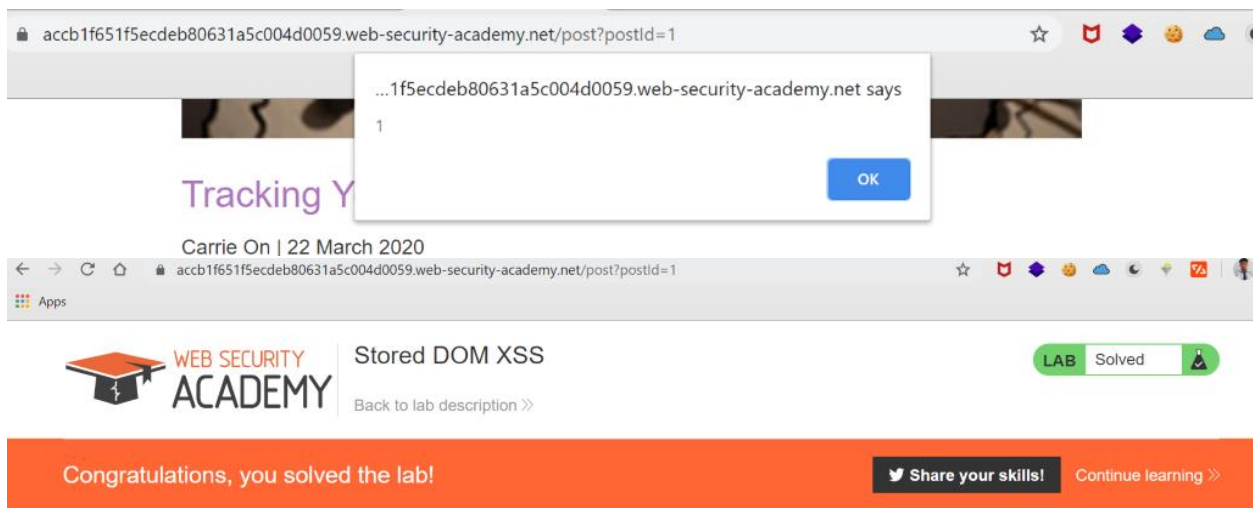 accb1f651f5ecdeb80631a5c004d0059.web-security-academy.net/post?postId=1
...1f5ecdeb80631a5c004d0059.web-security-academy.net says
1
OK
Tracking Y
Carrie On | 22 March 2020
accb1f651f5ecdeb80631a5c004d0059.web-security-academy.net/post?postId=1
Apps
WEB SECURITY
ACADEMY
Stored DOM XSS
Back to lab description
LAB Solved
Congratulations, you solved the lab!
Share your skills! Continue learning